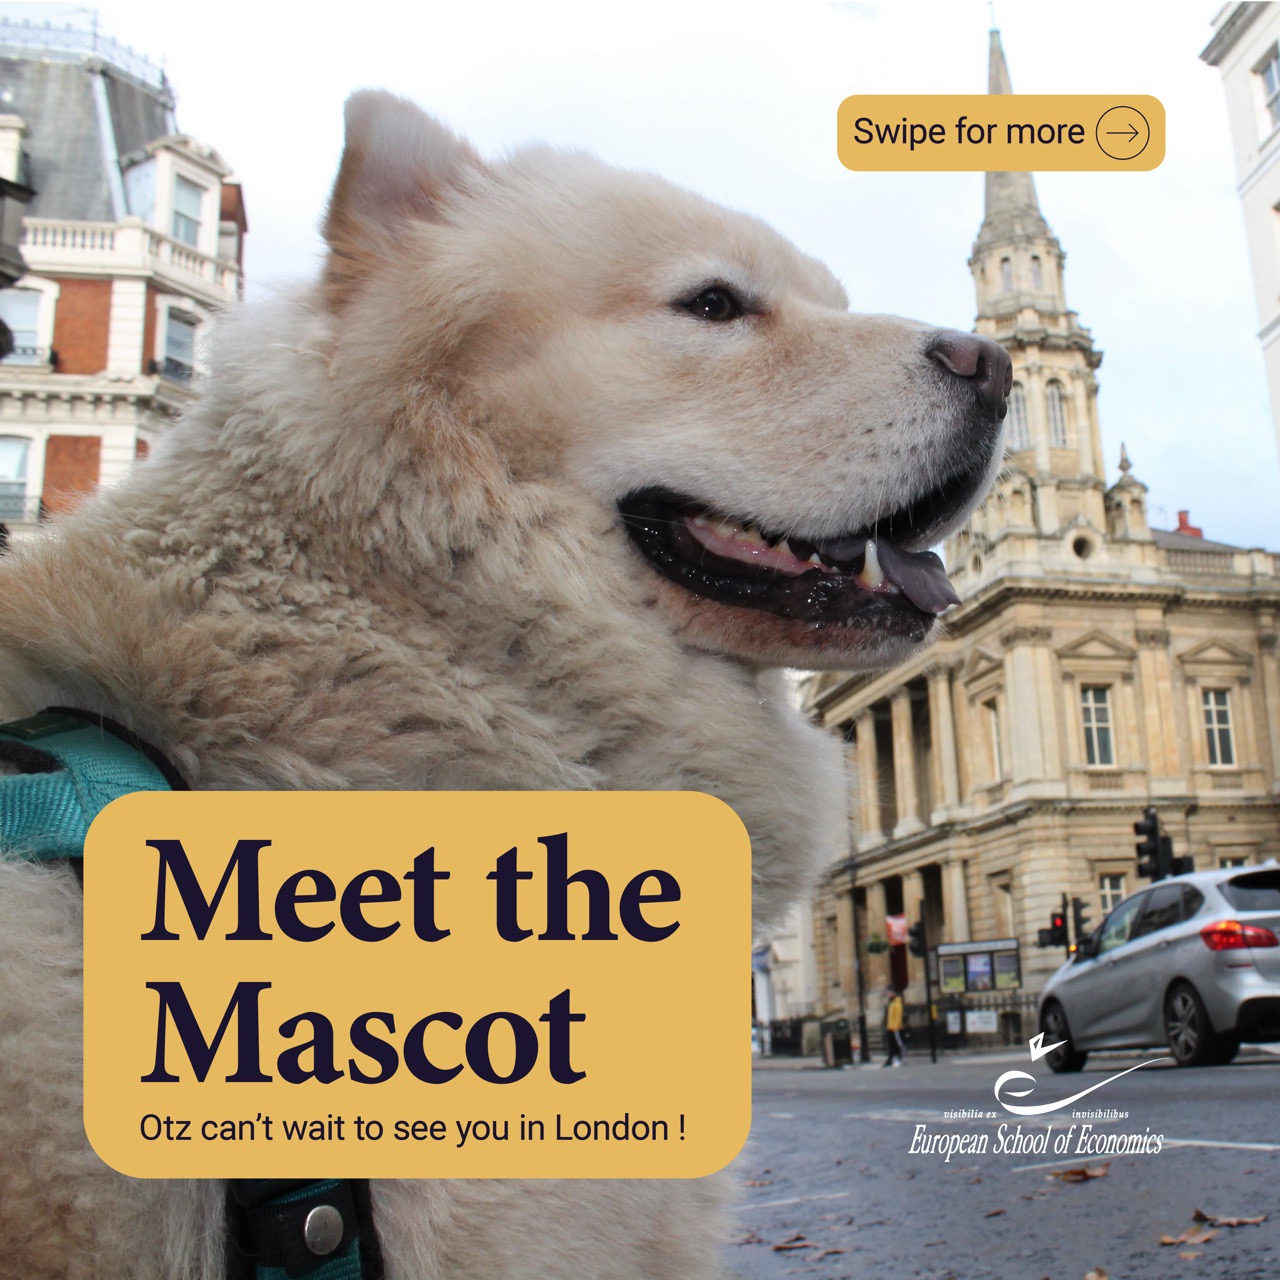 Swipe for more
Meet the
Mascot
Otz can't wait to see you in London !
visibilia ex invisibilibus
European School of Economics